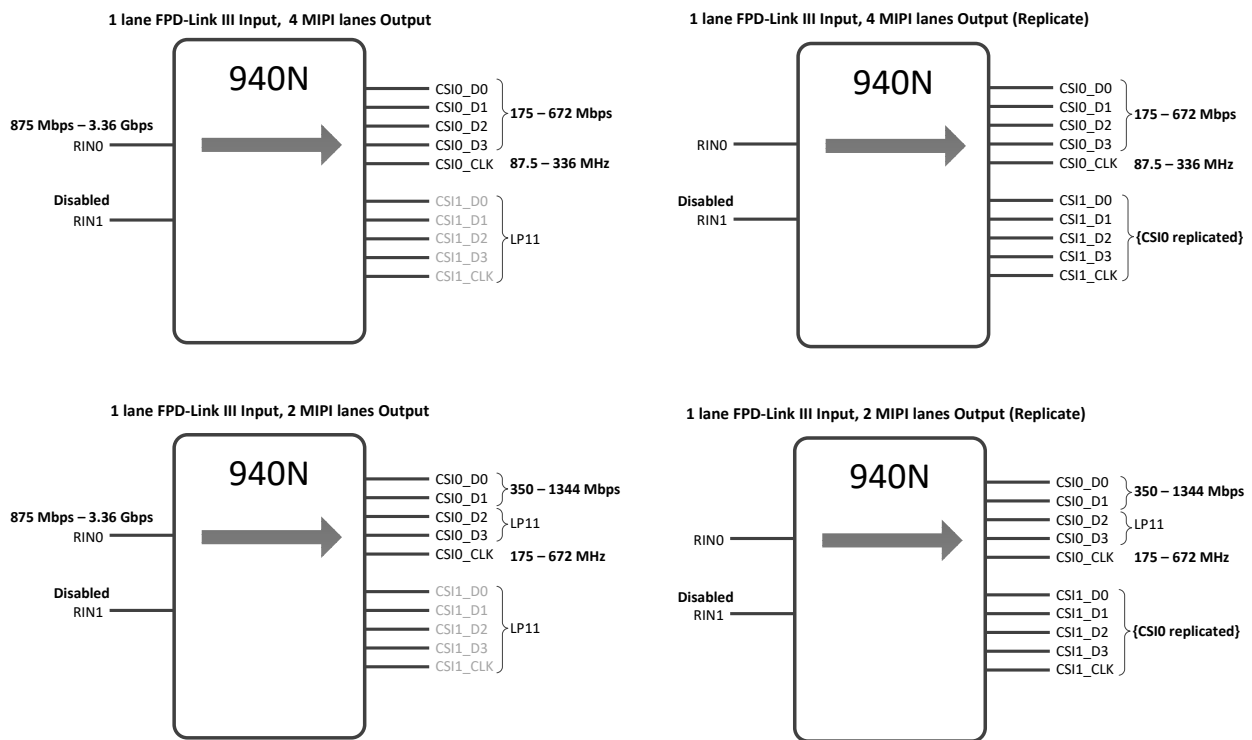 1 lane FPD-Link III Input,  4 MIPI lanes Output
940N
875 Mbps – 3.36 Gbps
RIN0
Disabled
RIN1
CSI0_D0
CSI0_D1
CSI0_D2
CSI0_D3
175 – 672 Mbps
CSI0_CLK
87.5 – 336 MHz
CSI1_D0
CSI1_D1
CSI1_D2
CSI1_D3
CSI1_CLK
LP11
1 lane FPD-Link III Input, 4 MIPI lanes Output (Replicate)
940N
RIN0
Disabled
RIN1
CSI0_D0
CSI0_D1
CSI0_D2
CSI0_D3
175 – 672 Mbps
CSI0_CLK
87.5 – 336 MHz
CSI1_D0
CSI1_D1
CSI1_D2
CSI1_D3
CSI1_CLK
{CSI0 replicated}
1 lane FPD-Link III Input, 2 MIPI lanes Output
940N
875 Mbps – 3.36 Gbps
RIN0
Disabled
RIN1
CSI0_D0
CSI0_D1
350 – 1344 Mbps
CSI0_D2
CSI0_D3
LP11
CSI0_CLK
175 – 672 MHz
CSI1_D0
CSI1_D1
CSI1_D2
CSI1_D3
CSI1_CLK
LP11
1 lane FPD-Link III Input, 2 MIPI lanes Output (Replicate)
940N
RIN0
Disabled
RIN1
CSI0_D0
CSI0_D1
350 – 1344 Mbps
CSI0_D2
CSI0_D3
LP11
CSI0_CLK
175 – 672 MHz
CSI1_D0
CSI1_D1
CSI1_D2
CSI1_D3
CSI1_CLK
{CSI0 replicated}